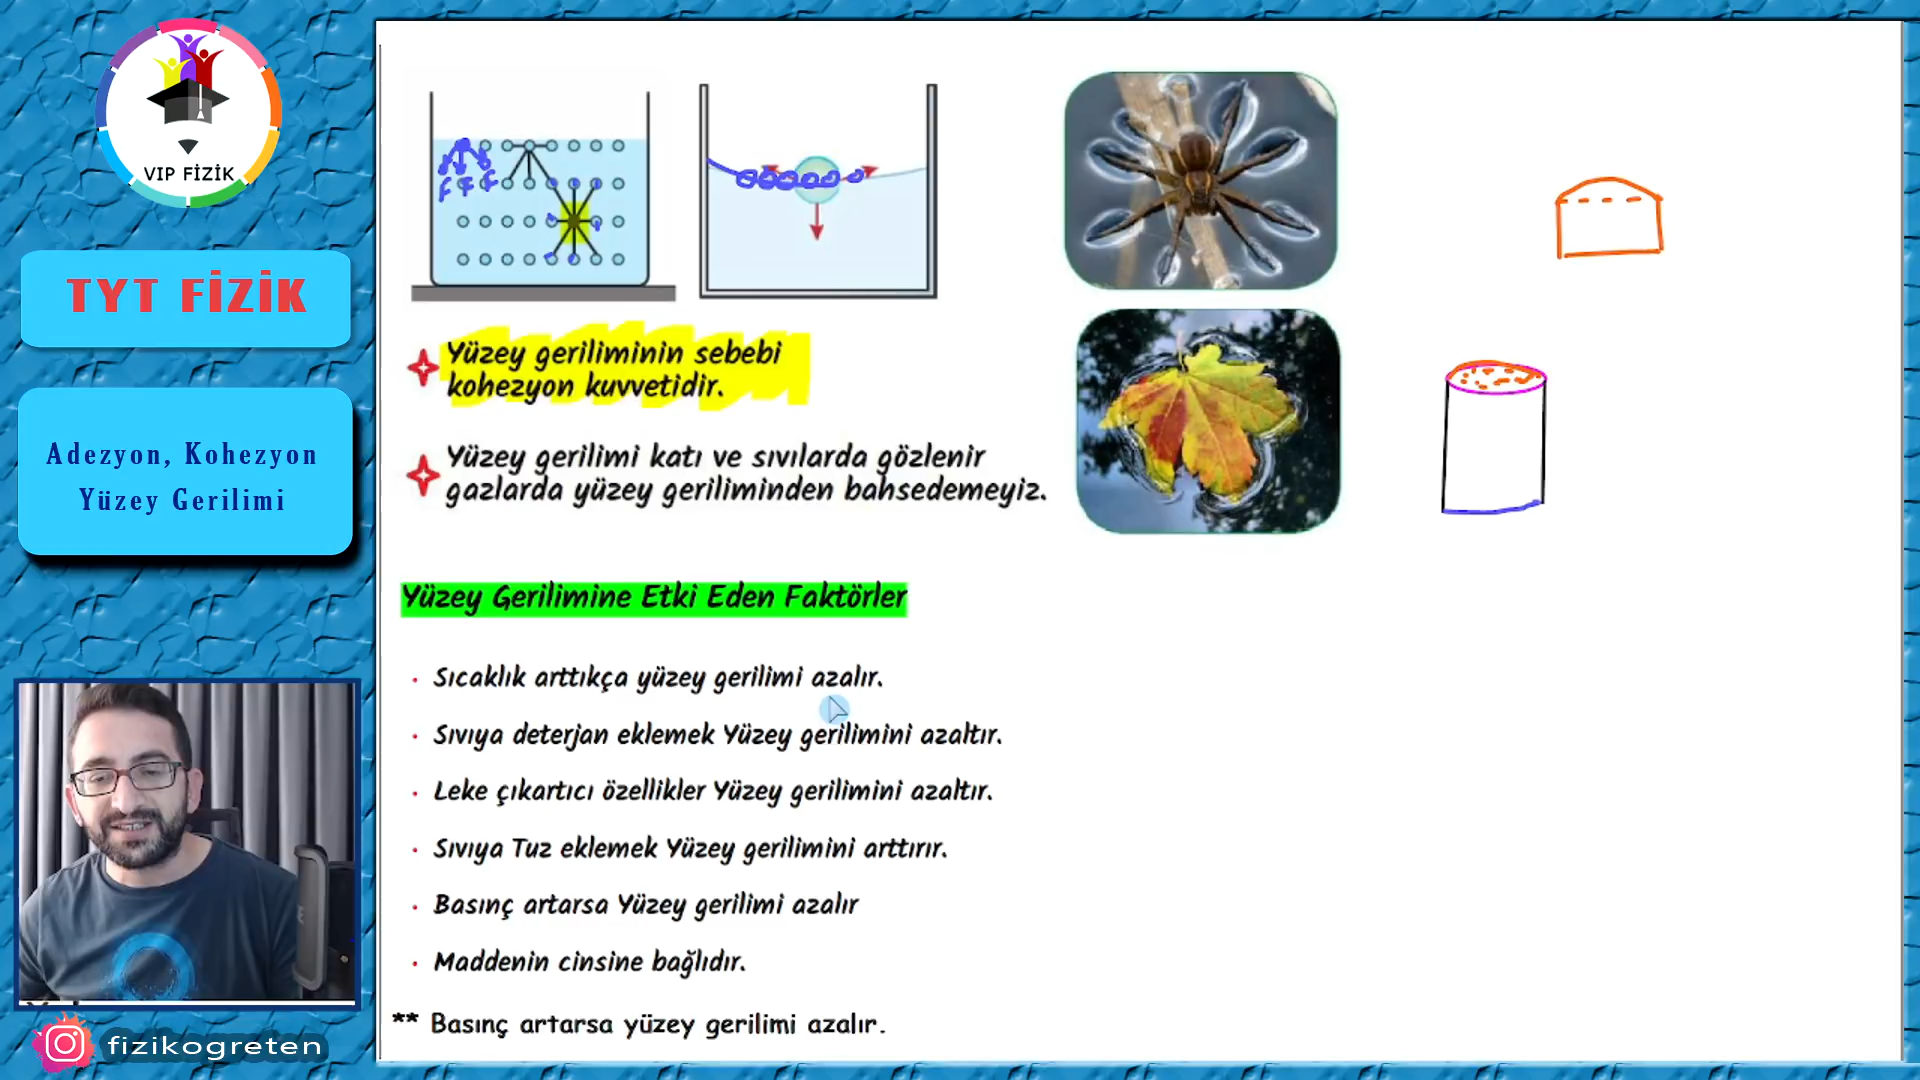 VIP FİZİK
TYT FİZİK
Adezyon, Kohezyon
Yüzey Gerilimi
F F F
Yüzey geriliminin sebebi
kohezyon kuvvetidir.
Yüzey gerilimi katı ve sıvılarda gözlenir
gazlarda yüzey geriliminden bahsedemeyiz.
Yüzey Gerilimine Etki Eden Faktörler
· Sıcaklık arttıkça yüzey gerilimi azalır.
· Sıvıya deterjan eklemek Yüzey gerilimini azaltır.
· Leke çıkartıcı özellikler Yüzey gerilimini azaltır.
· Sıvıya Tuz eklemek Yüzey gerilimini arttırır.
· Basınç artarsa Yüzey gerilimi azalır
· Maddenin cinsine bağlıdır.
** Basınç artarsa yüzey gerilimi azalır.
fizikogreten